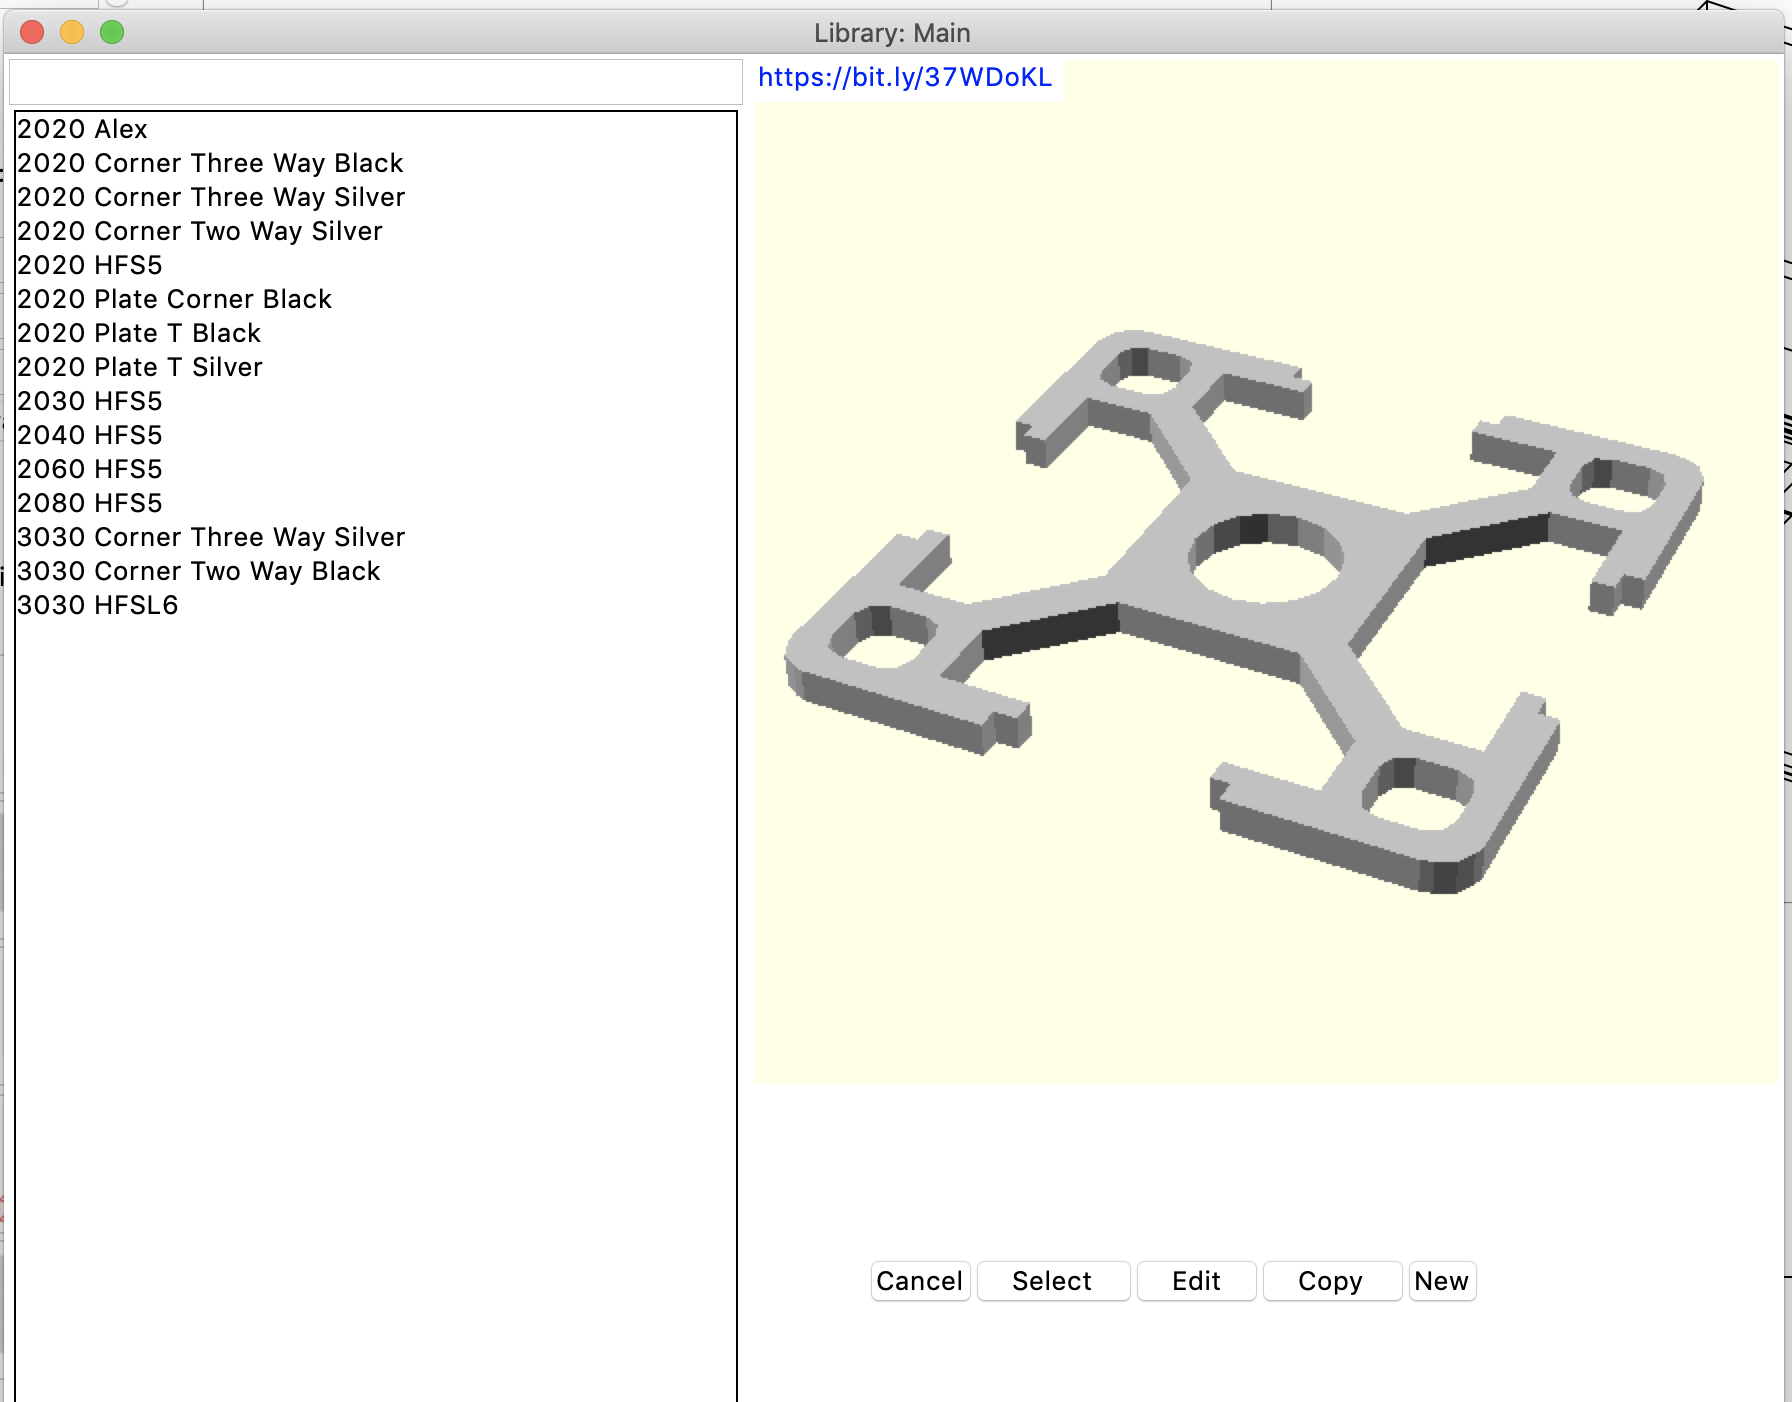 Library: Main
https://bit.ly/37WDoKL
2020 Alex
2020 Corner Three Way Black
2020 Corner Three Way Silver
2020 Corner Two Way Silver
2020 HFS5
2020 Plate Corner Black
2020 Plate T Black
2020 Plate T Silver
2030 HFS5
2040 HFS5
2060 HFS5
2080 HFS5
3030 Corner Three Way Silver
3030 Corner Two Way Black
3030 HFSL6
Cancel Select Edit Copy New